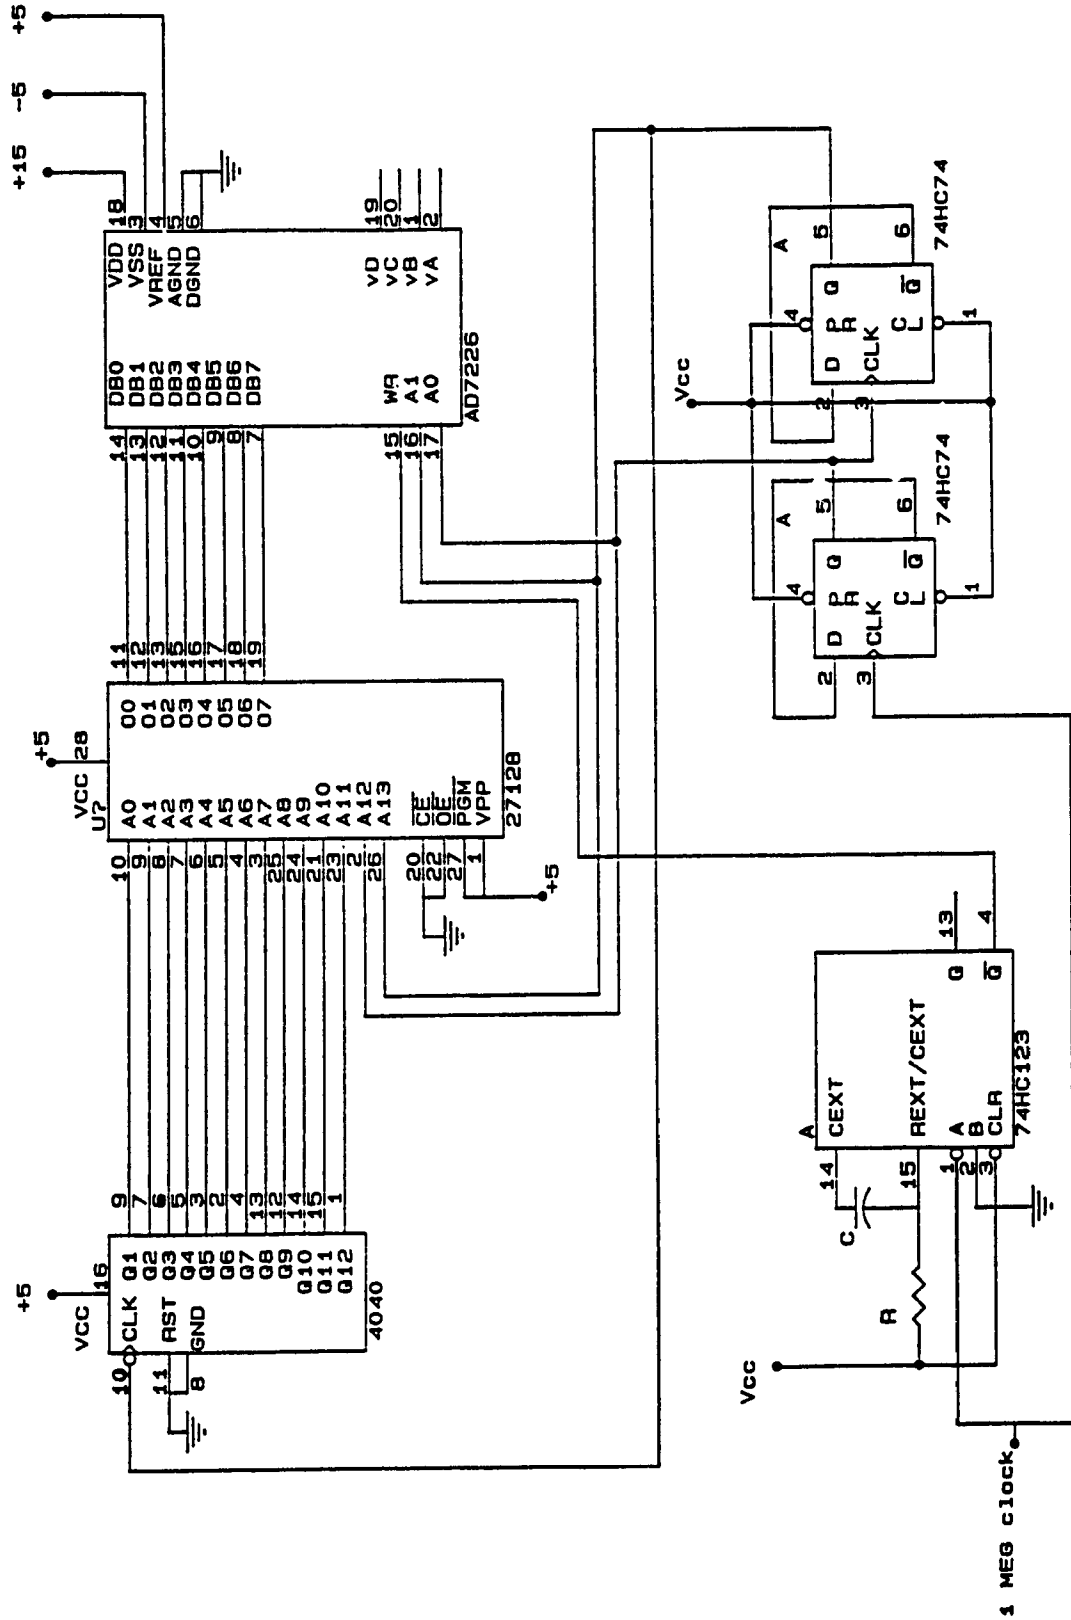 +5
-5
+15
18
3
4
5
6
VDD
VSS
VREF
AGND
DGND
19
20
1
2
VD
VC
VB
VA
DB0
DB1
DB2
DB3
DB4
DB5
DB6
DB7
WR
A1
A0
AD7226
14
13
12
11
10
9
8
7
15
16
17
11
12
13
15
16
17
18
19
+5
VCC 28
U?
O0
O1
O2
O3
O4
O5
O6
O7
A0
A1
A2
A3
A4
A5
A6
A7
A8
A9
A10
A11
A12
A13
CE
OE
PGM
VPP
27128
10
9
8
7
6
5
4
3
25
24
21
23
2
26
20
22
27
1
+5
9
7
6
5
3
2
4
13
12
14
15
1
+5
VCC
16
CLK
RST
GND
Q1
Q2
Q3
Q4
Q5
Q6
Q7
Q8
Q9
Q10
Q11
Q12
4040
10
11
8
Vcc
A
5
6
4
Q
Q
PR
D
CLK
CL
1
2
3
74HC74
A
5
6
4
Q
Q
PR
D
CLK
CL
1
2
3
74HC74
13
4
Q
Q
A
CEXT
REXT/CEXT
A
B
CLR
74HC123
14
15
1
2
3
C
R
Vcc
1 MEG clock